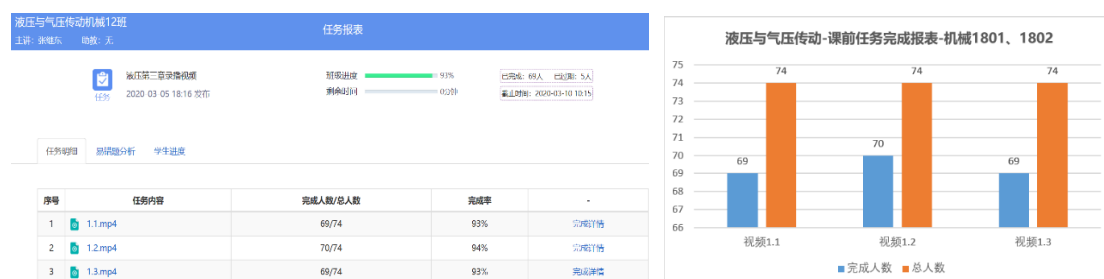 液压与气压传动机械12班
主讲: 张继东 助教: 无
任务报表
任务
液压第三章录播视频
2020-03-05 18:16 发布
班级进度 93%
剩余时间 0分钟
已完成: 69人 已过期: 5人
截止时间: 2020-03-10 10:15
任务明细 易错题分析 学生进度
序号 任务内容 完成人数/总人数 完成率 -
1 1.1.mp4 69/74 93% 完成详情
2 1.2.mp4 70/74 94% 完成详情
3 1.3.mp4 69/74 93% 完成详情
液压与气压传动-课前任务完成报表-机械1801、1802
75
74
73
72
71
70
69
68
67
66
69 74
70 74
69 74
视频1.1 视频1.2 视频1.3
完成人数 总人数